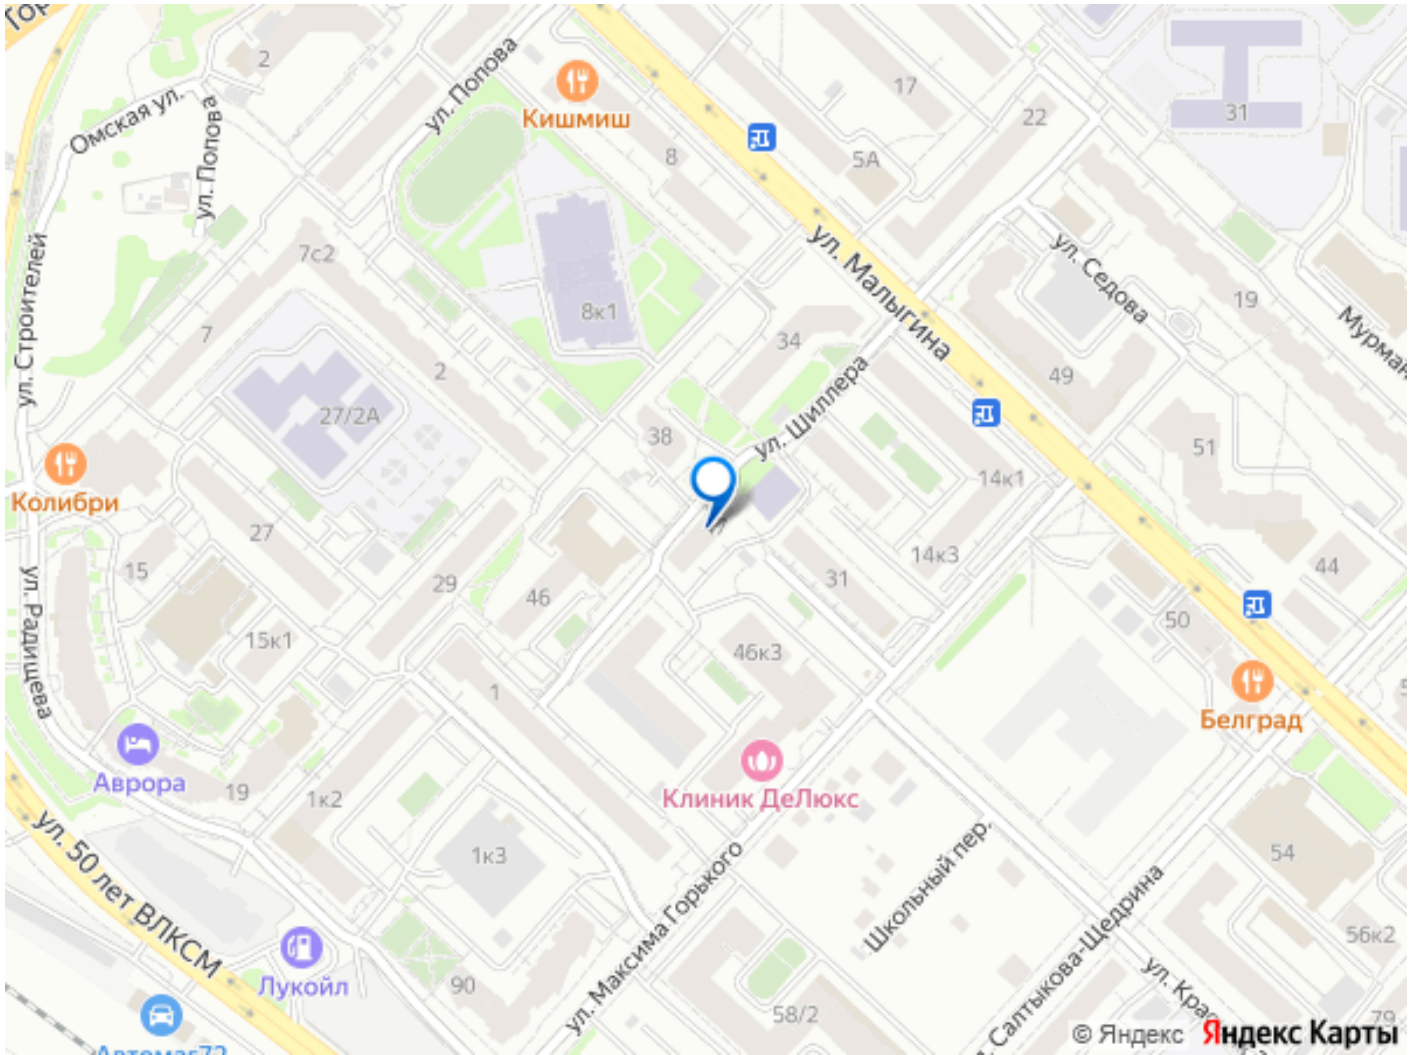 Гор
2
ул. Попова
Кишмиш
17
31
22
Омская ул.
ул. Попова
8
5А
ул. Малыгина
ул. Седова
19
Мурман
ул. Строителей
7с2
8к1
7
34
2
49
27/2А
ул. Шиллера
38
51
14к1
Колибри
27
15
29
46
31
14к3
44
ул. Радищева
15к1
46к3
50
1
Белград
Аврора
19
1к2
Клиник ДеЛюкс
ул. 50 лет ВЛКСМ
1к3
ул. Максима Горького
Школьный пер.
54
ул. Салтыкова-Щедрина
56к2
Лукойл
90
58/2
ул. Крас
79
Автомаг72
© Яндекс Яндекс Карты